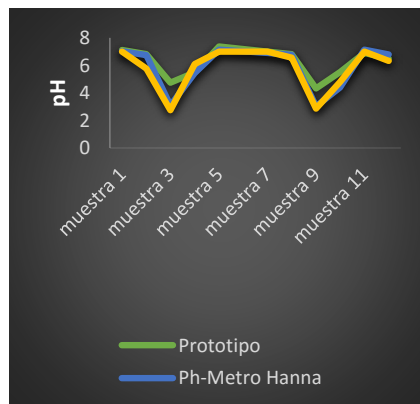 8
6
4
2
0
pH
muestra 1
muestra 3
muestra 5
muestra 7
muestra 9
muestra 11
Prototipo
Ph-Metro Hanna